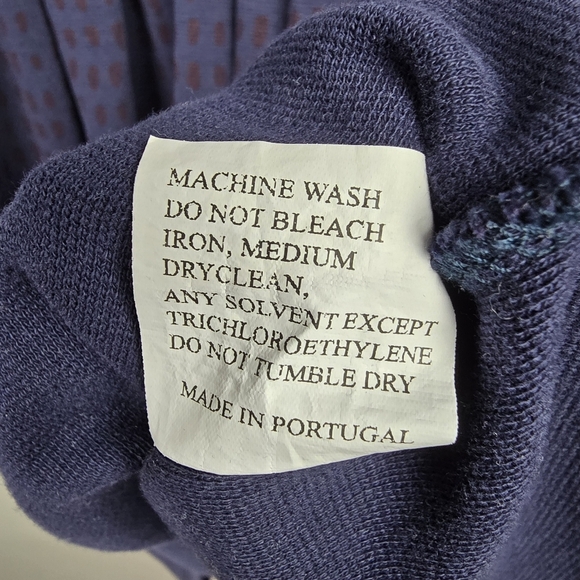 MACHINE WASH
DO NOT BLEACH
IRON, MEDIUM
DRYCLEAN,
ANY SOLVENT EXCEPT
TRICHLOROETHYLENE
DO NOT TUMBLE DRY
MADE IN PORTUGAL